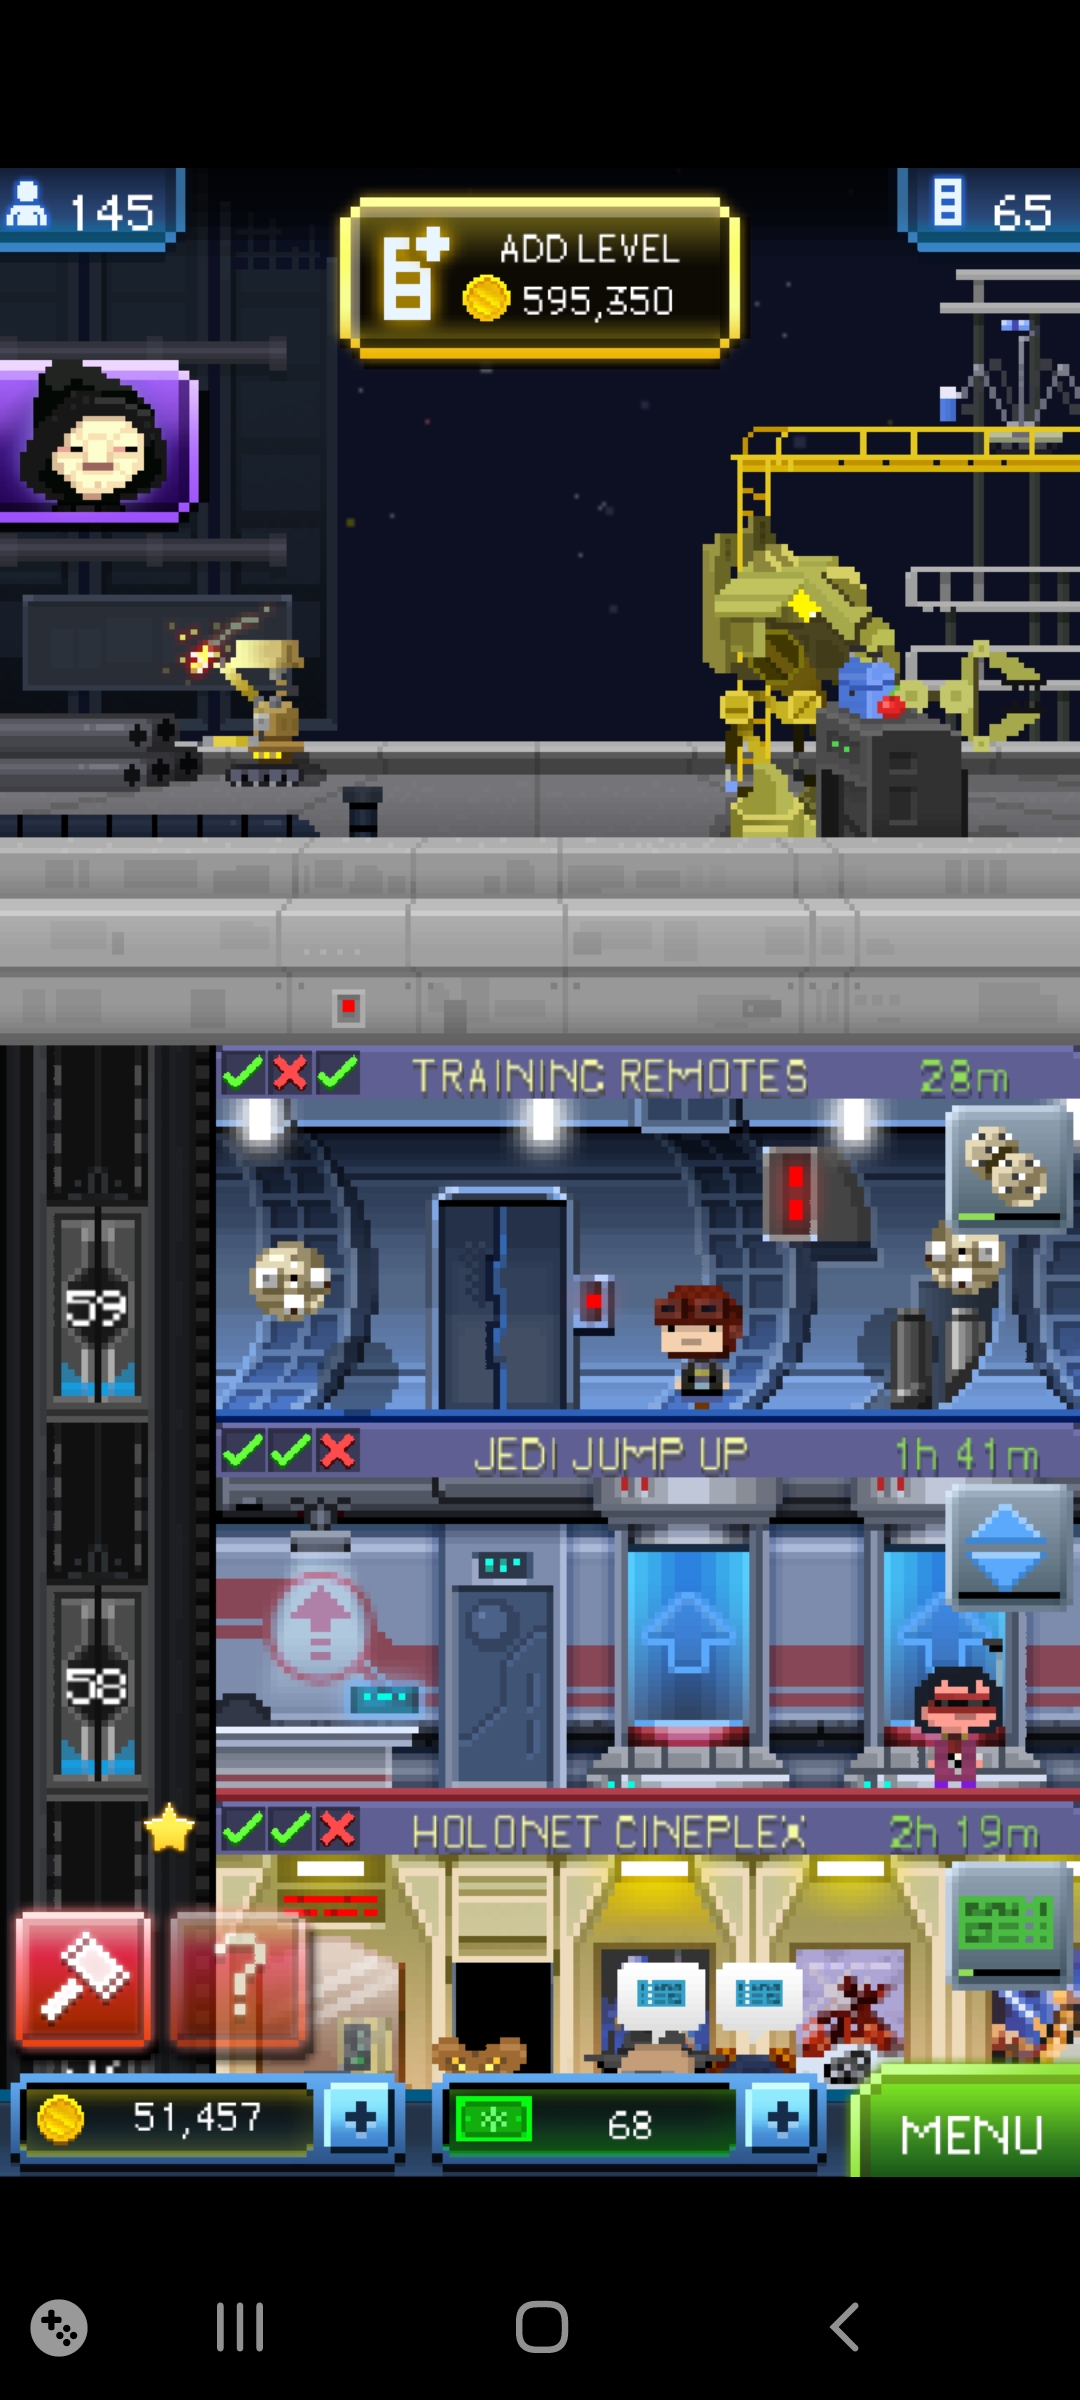 145
ADD LEVEL
595,350
65
TRAINING REMOTES 28m
59
JEDI JUMP UP 1h 41m
58
HOLONET CINEPLEX 2h 19m
?
51,457
68
MENU